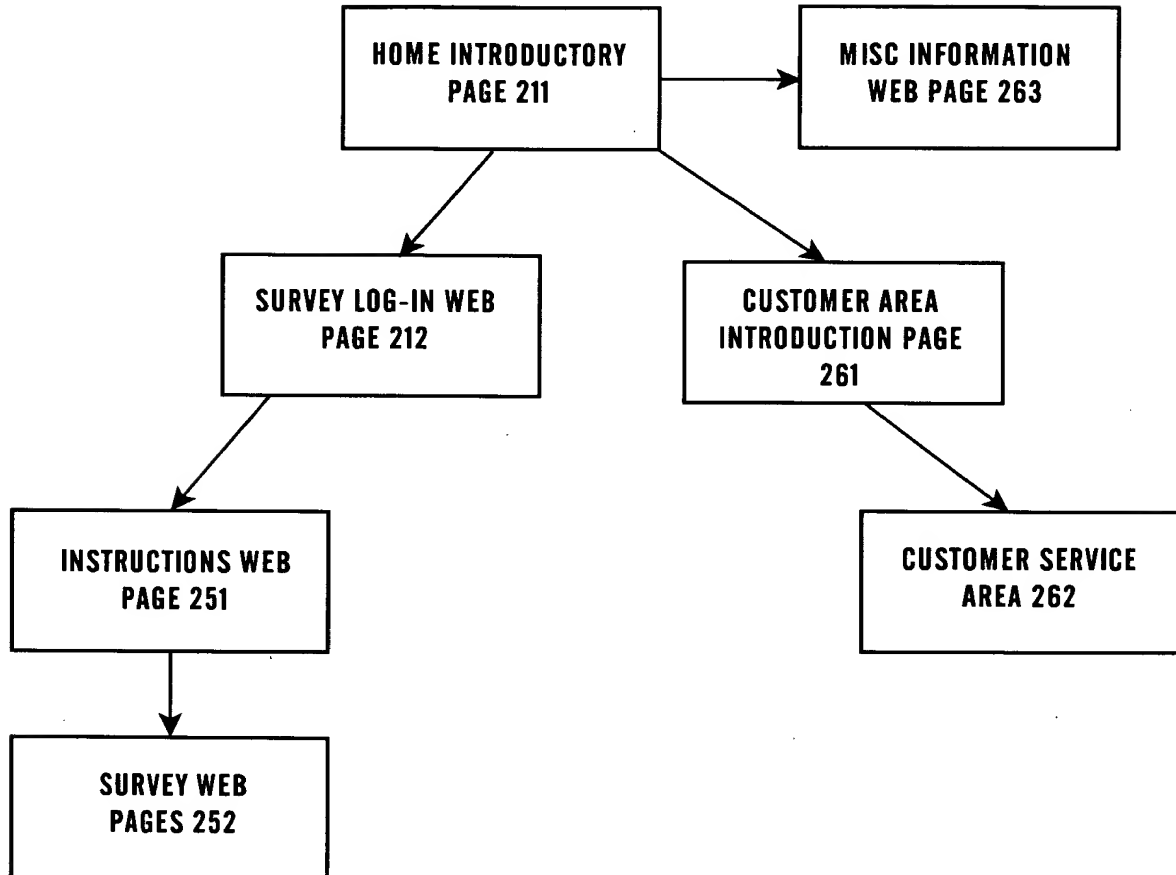 HOME INTRODUCTORY
PAGE 211
MISC INFORMATION
WEB PAGE 263
SURVEY LOG-IN WEB
PAGE 212
CUSTOMER AREA
INTRODUCTION PAGE
261
INSTRUCTIONS WEB
PAGE 251
CUSTOMER SERVICE
AREA 262
SURVEY WEB
PAGES 252